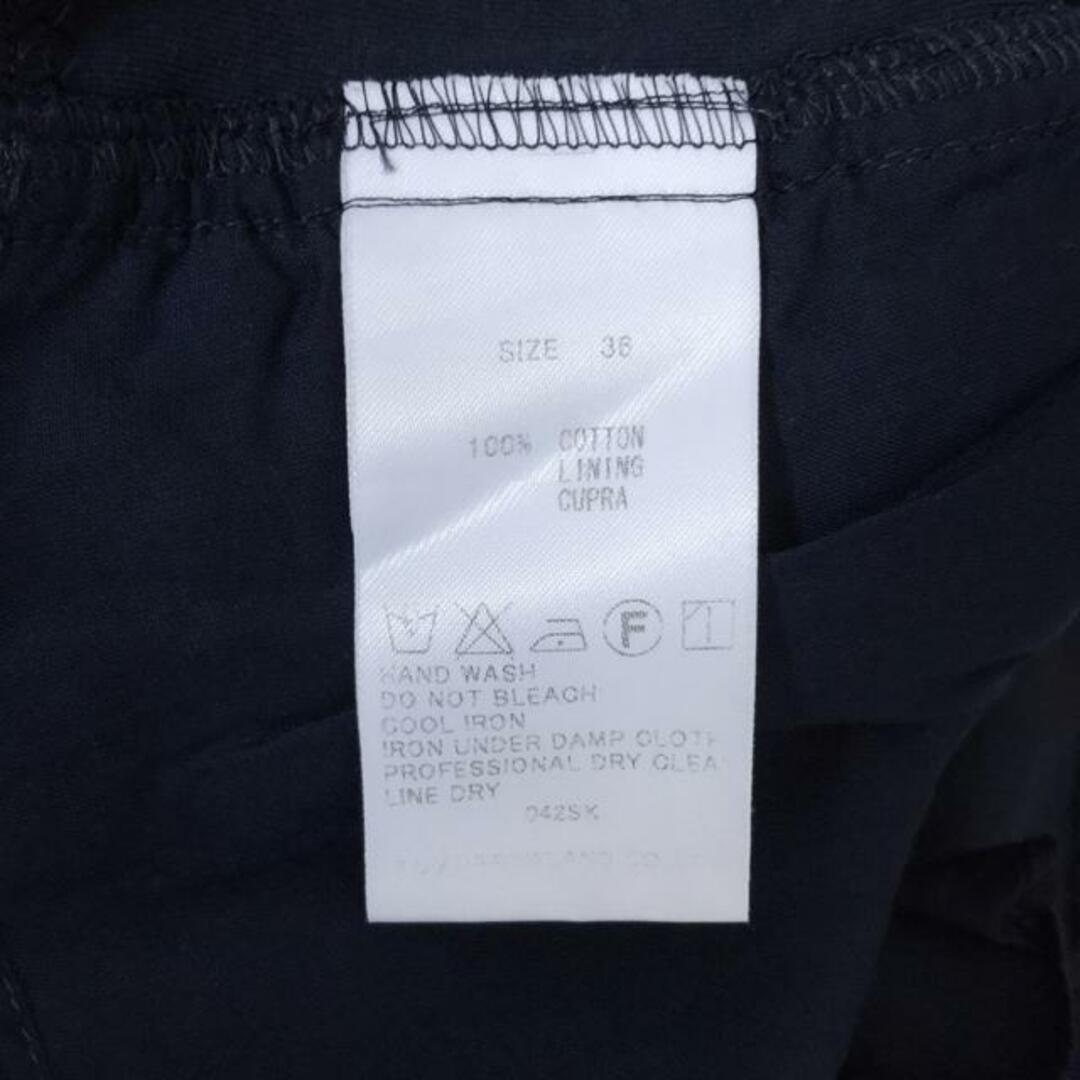 SIZE 36
100% COTTON
LINING
CUPRA
F
HAND WASH
DO NOT BLEACH
COOL IRON
IRON UNDER DAMP CLOTH
PROFESSIONAL DRY CLEA
LINE DRY
042SK